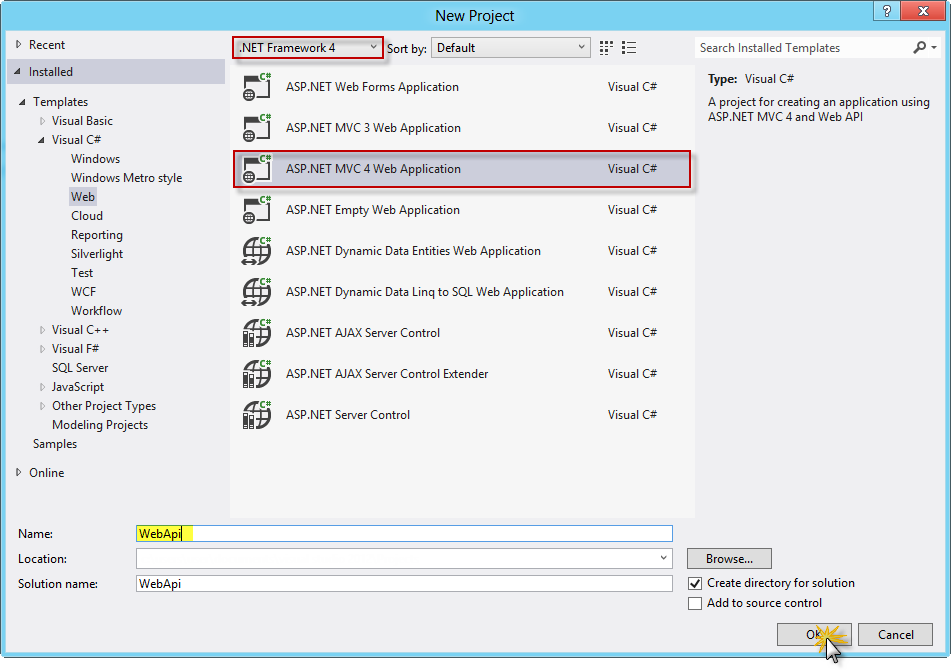 New Project
?
Recent
Installed
Templates
Visual Basic
Visual C#
Windows
Windows Metro style
Web
Cloud
Reporting
Silverlight
Test
WCF
Workflow
Visual C++
Visual F#
SQL Server
JavaScript
Other Project Types
Modeling Projects
Samples
Online
.NET Framework 4
Sort by:
Default
C# ASP.NET Web Forms Application Visual C#
C# ASP.NET MVC 3 Web Application Visual C#
C# ASP.NET MVC 4 Web Application Visual C#
C# ASP.NET Empty Web Application Visual C#
C# ASP.NET Dynamic Data Entities Web Application Visual C#
C# ASP.NET Dynamic Data Linq to SQL Web Application Visual C#
C# ASP.NET AJAX Server Control Visual C#
C# ASP.NET AJAX Server Control Extender Visual C#
C# ASP.NET Server Control Visual C#
Search Installed Templates
Type: Visual C#
A project for creating an application using
ASP.NET MVC 4 and Web API
Name: WebApi
Location:
Browse...
Solution name: WebApi
Create directory for solution
Add to source control
OK
Cancel